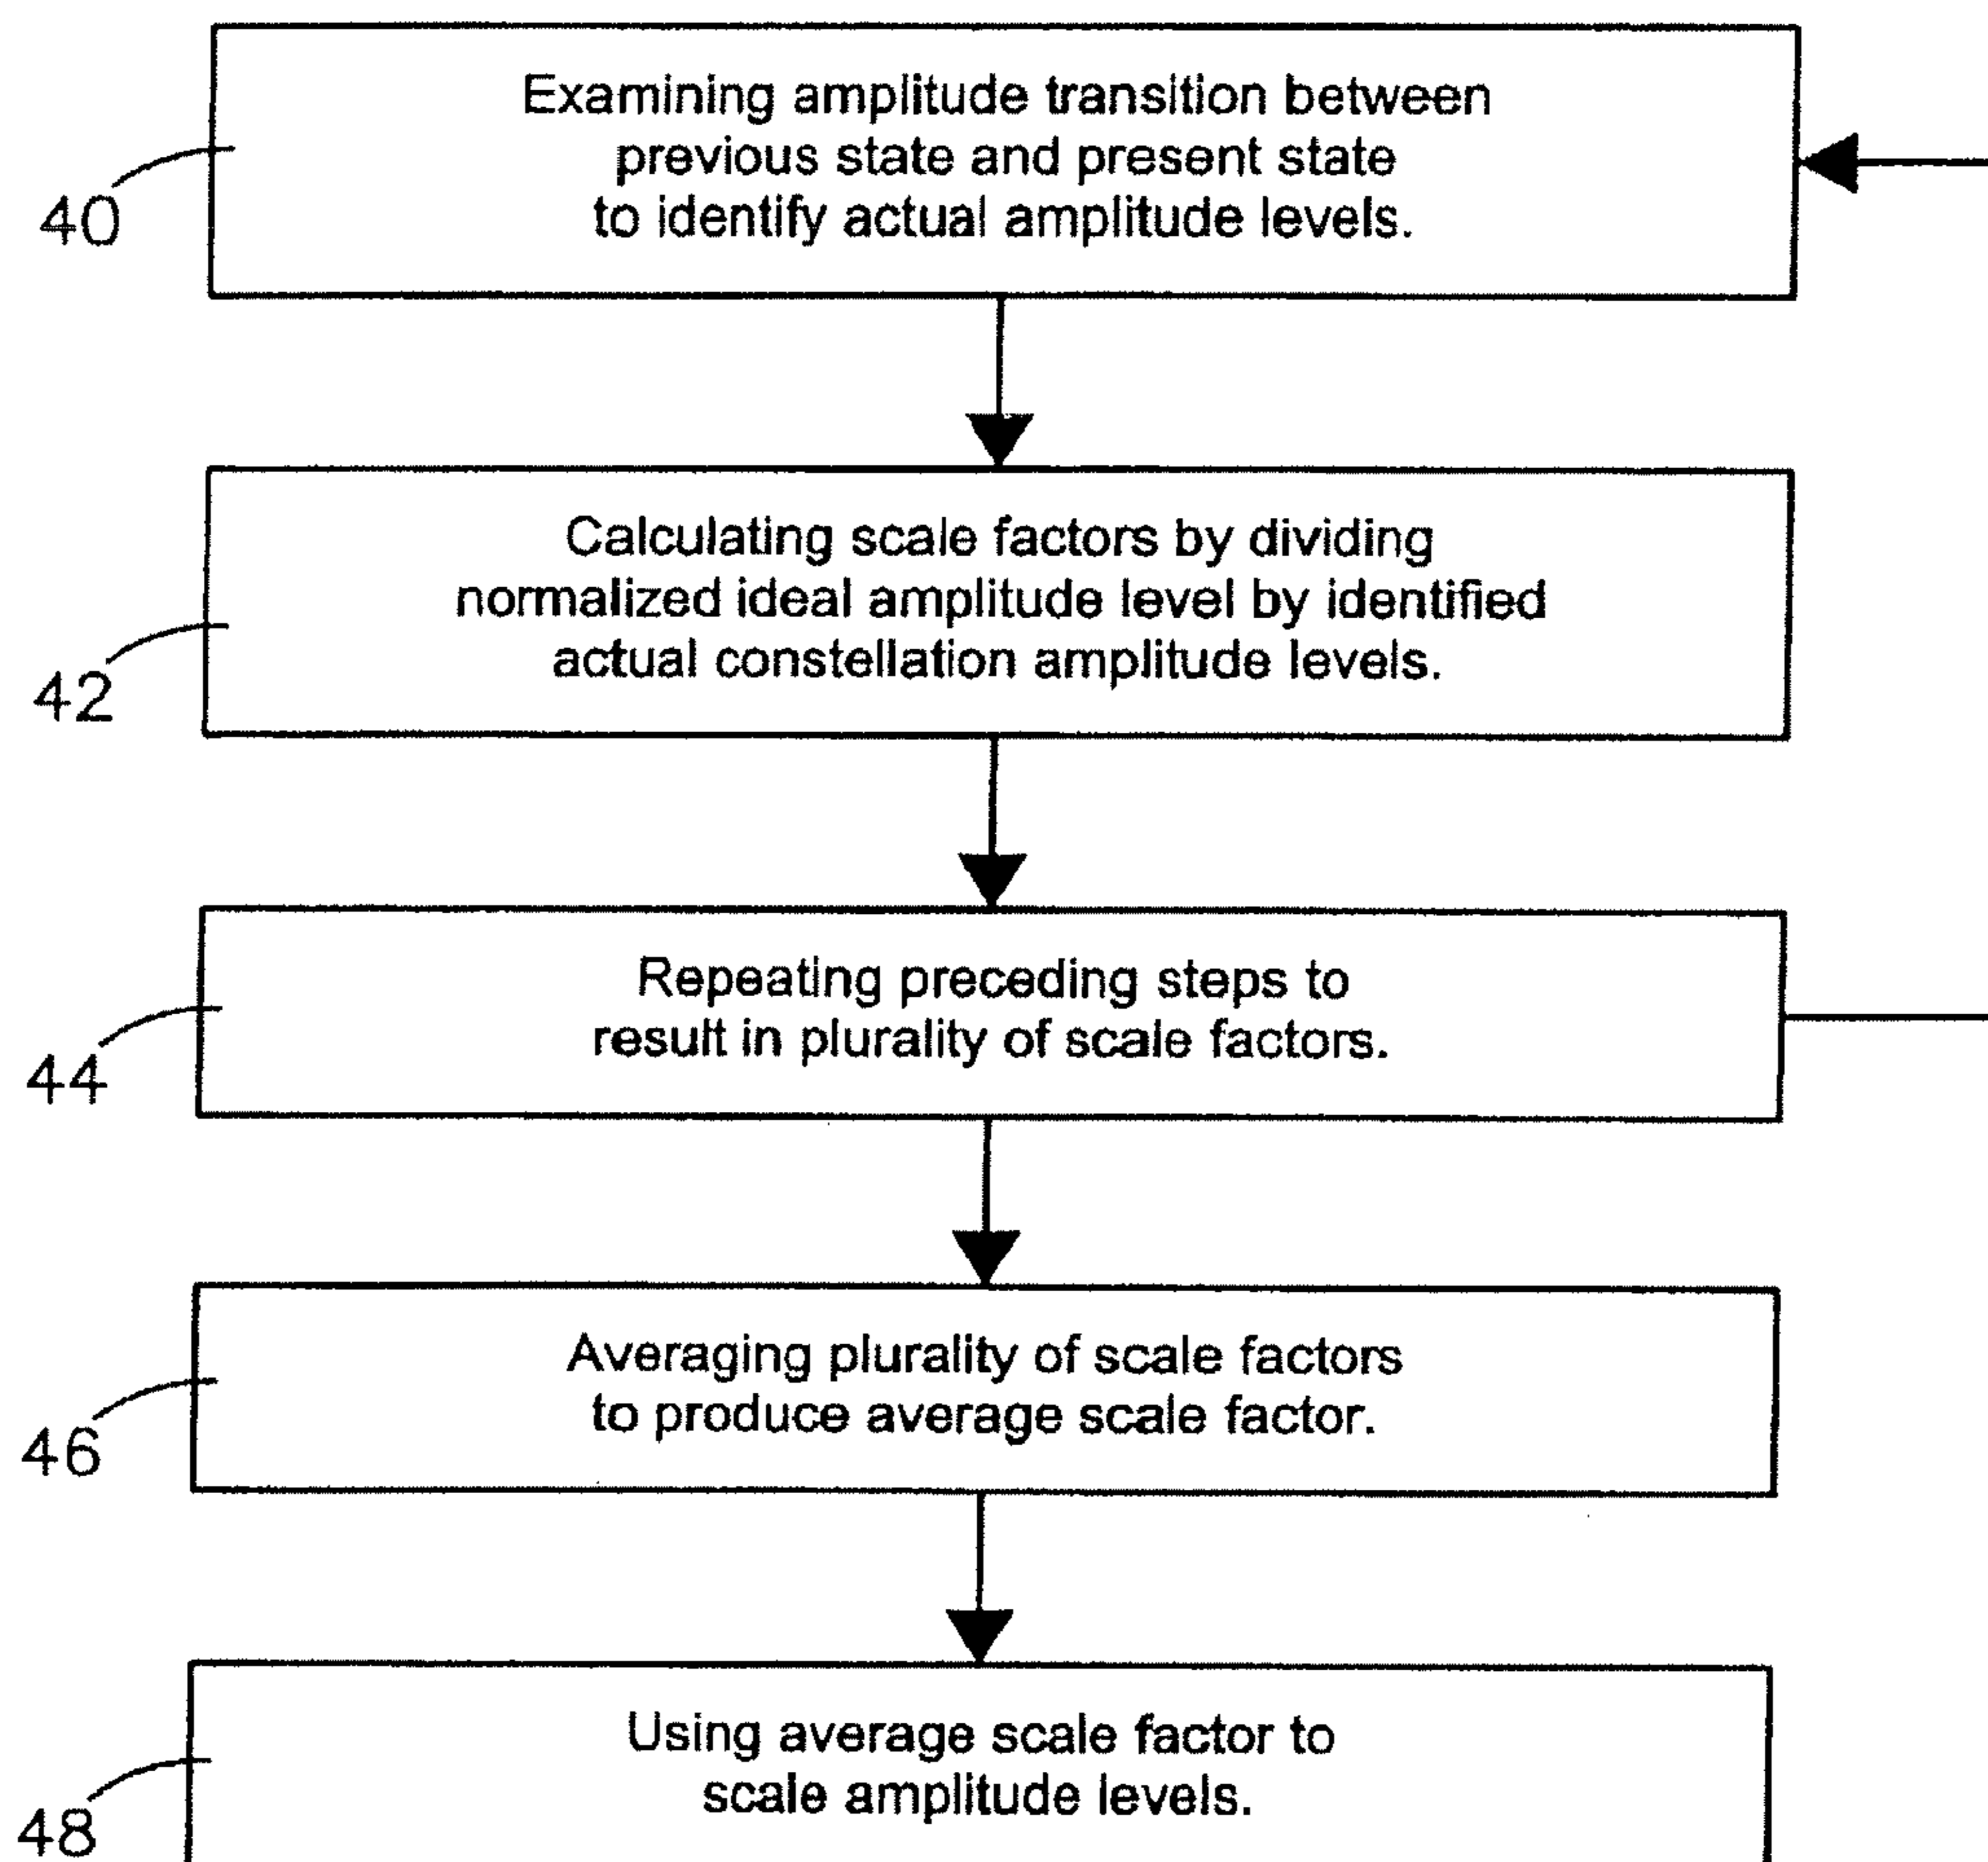 Examining amplitude transition between
previous state and present state
to identify actual amplitude levels.
40
Calculating scale factors by dividing
normalized ideal amplitude level by identified
actual constellation amplitude levels.
42
Repeating preceding steps to
result in plurality of scale factors.
44
Averaging plurality of scale factors
to produce average scale factor.
46
Using average scale factor to
scale amplitude levels.
48